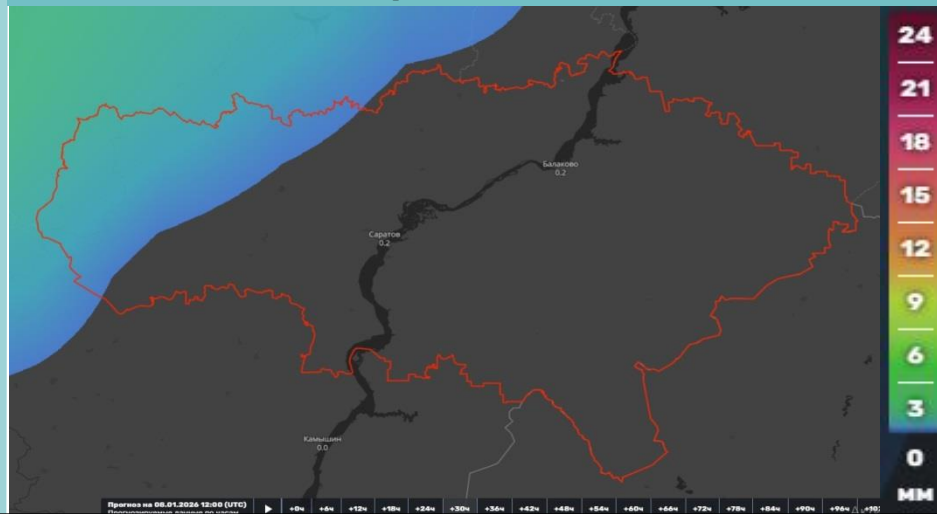 24
21
18
15
12
9
6
3
0
мм
Балаково
0.2
Саратов
0.2
Камышин
0.0
Прогноз на 08.01.2026 12:00 (UTC)
+0ч +6ч +12ч +18ч +24ч +30ч +36ч +42ч +48ч +54ч +60ч +66ч +72ч +78ч +84ч +90ч +96ч